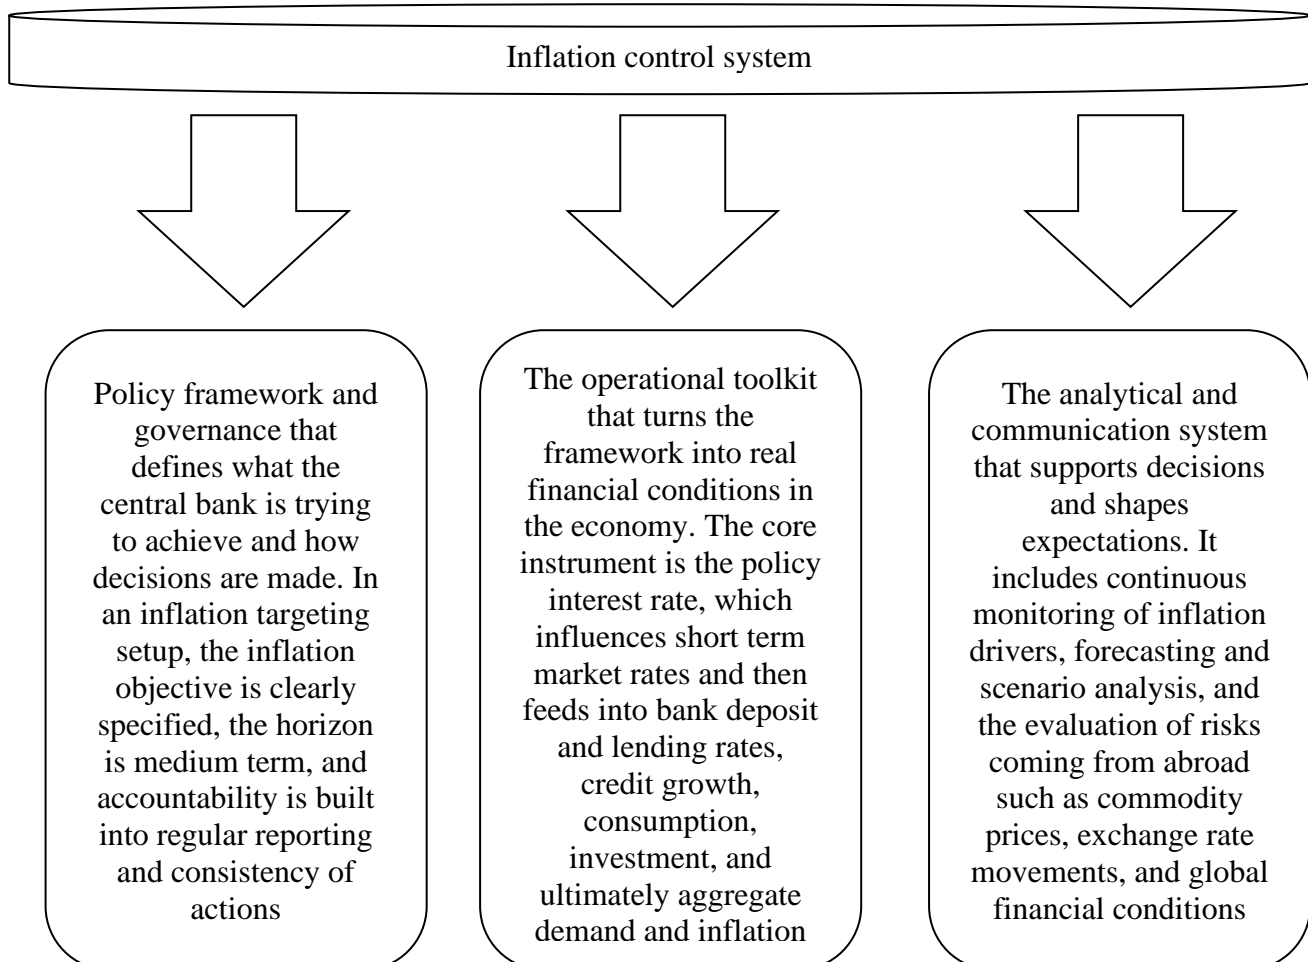 Inflation control system
Policy framework and
governance that
defines what the
central bank is trying
to achieve and how
decisions are made. In
an inflation targeting
setup, the inflation
objective is clearly
specified, the horizon
is medium term, and
accountability is built
into regular reporting
and consistency of
actions
The operational toolkit
that turns the
framework into real
financial conditions in
the economy. The core
instrument is the policy
interest rate, which
influences short term
market rates and then
feeds into bank deposit
and lending rates,
credit growth,
consumption,
investment, and
ultimately aggregate
demand and inflation
The analytical and
communication system
that supports decisions
and shapes
expectations. It
includes continuous
monitoring of inflation
drivers, forecasting and
scenario analysis, and
the evaluation of risks
coming from abroad
such as commodity
prices, exchange rate
movements, and global
financial conditions